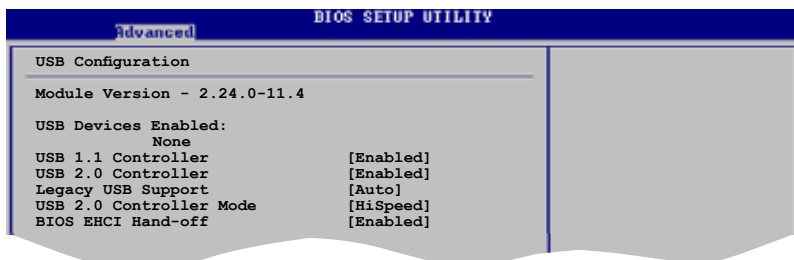 BIOS SETUP UTILITY
Advanced
USB Configuration
Module Version - 2.24.0-11.4
USB Devices Enabled:
None
USB 1.1 Controller [Enabled]
USB 2.0 Controller [Enabled]
Legacy USB Support [Auto]
USB 2.0 Controller Mode [HiSpeed]
BIOS EHCI Hand-off [Enabled]